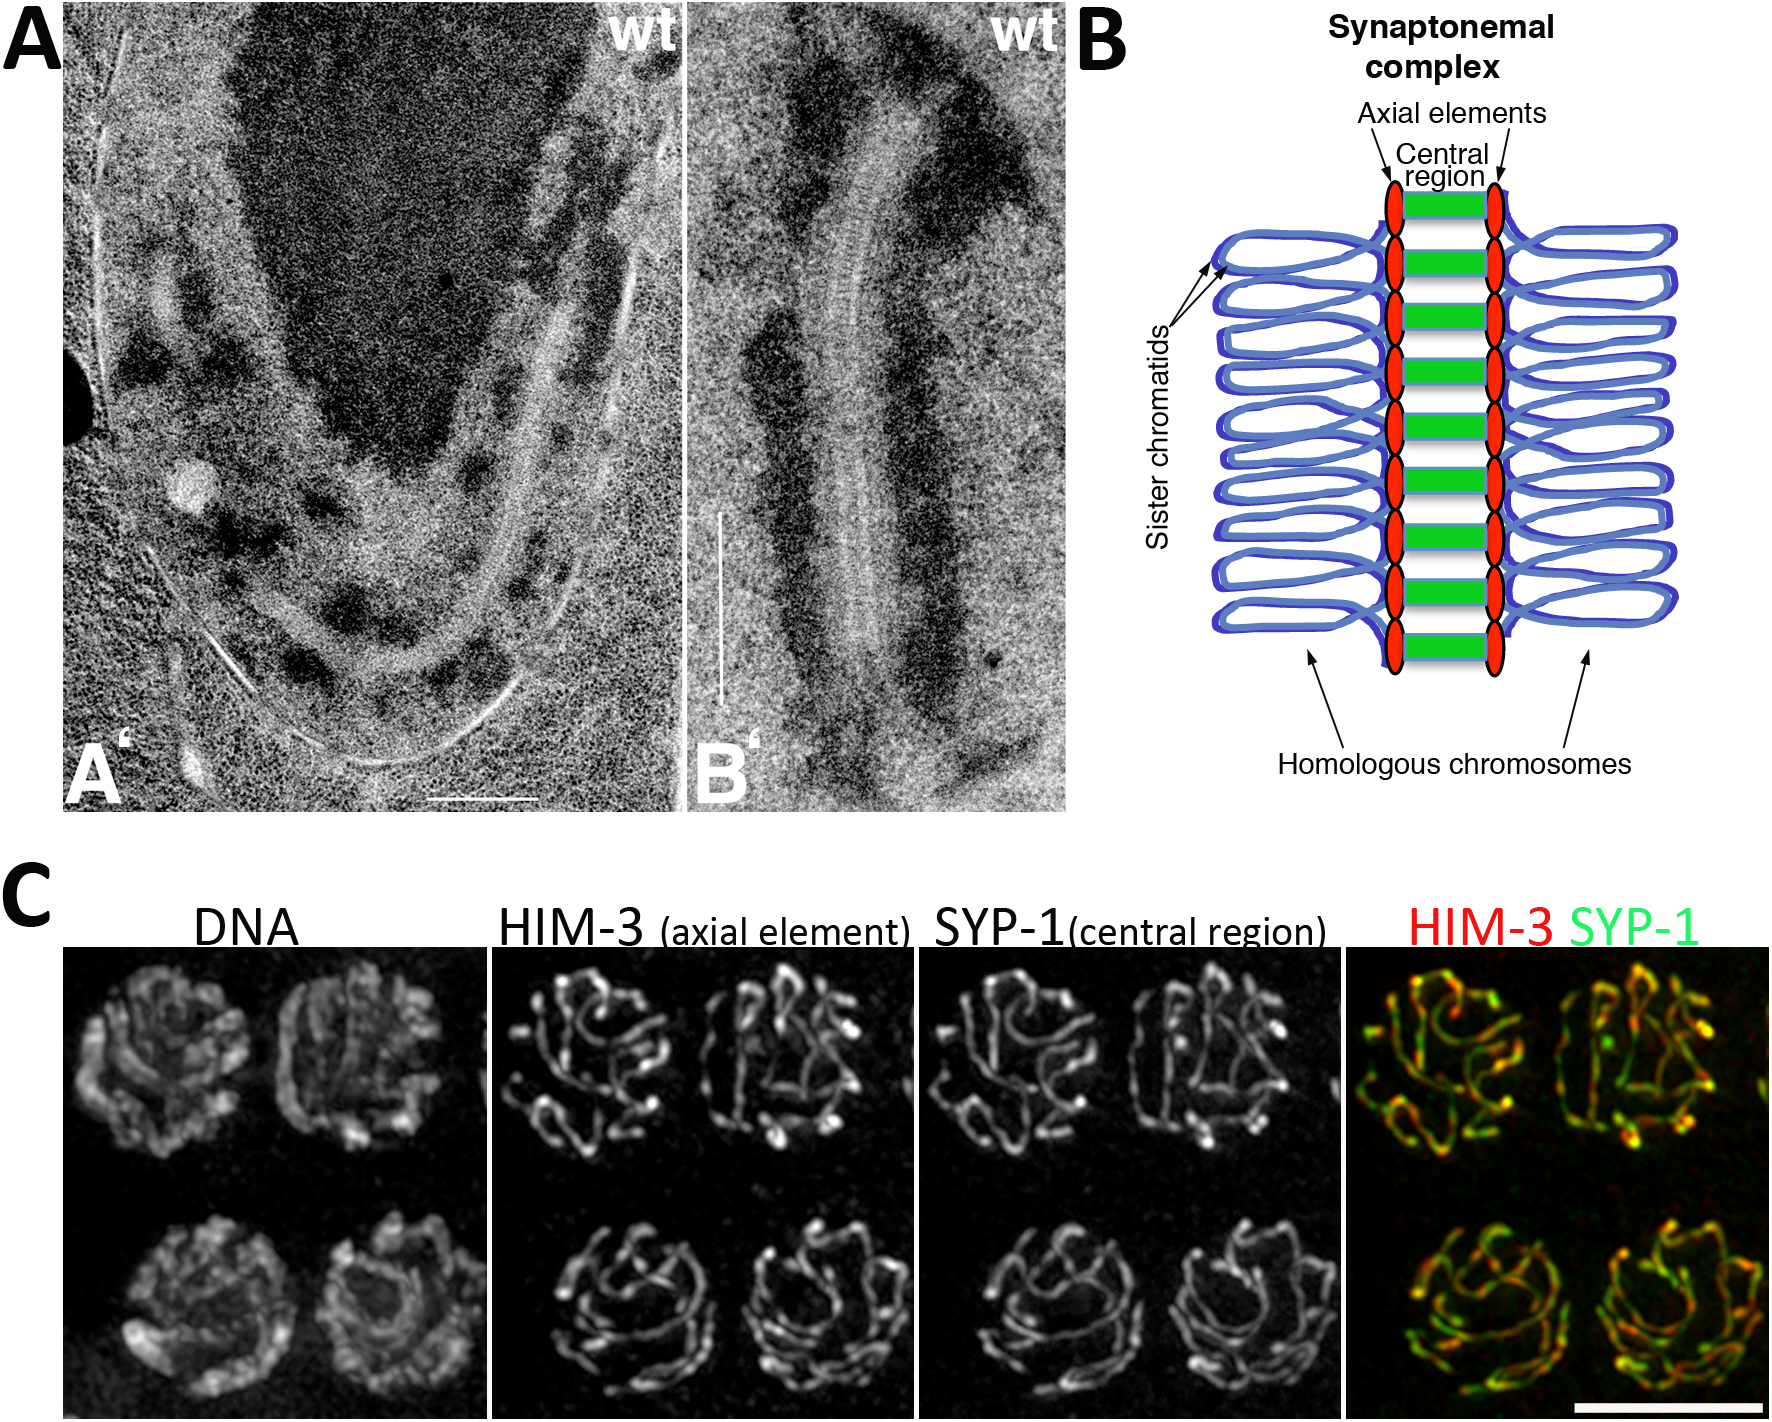 A
wt
wt
A‘
B‘
B
Synaptonemal
complex
Axial elements
Central
region
Sister chromatids
Homologous chromosomes
C
DNA
HIM-3 (axial element)
SYP-1(central region)
HIM-3 SYP-1